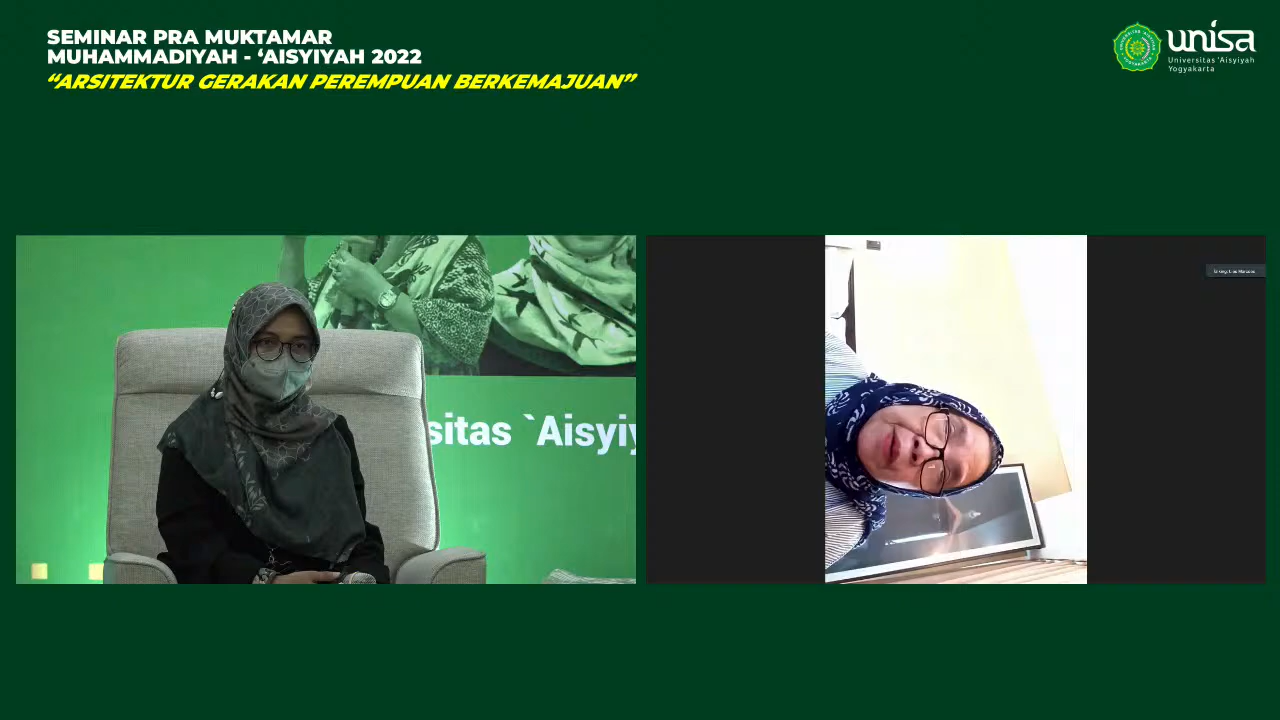 SEMINAR PRA MUKTAMAR
MUHAMMADIYAH - ‘AISYIYAH 2022
“ARSITEKTUR GERAKAN PEREMPUAN BERKEMAJUAN”
unisa
Universitas 'Aisyiyah
Yogyakarta
sitas `Aisyiy